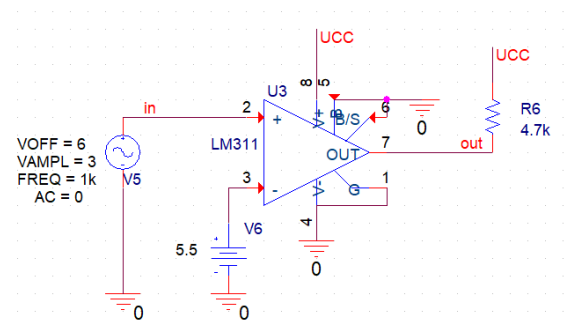 UCC
UCC
8
5
U3
V+
B
B/S
6
0
in
2
+
R6
4.7k
LM311
7
OUT
out
VOFF = 6
VAMPL = 3
FREQ = 1k
AC = 0
V5
3
-
V-
G
1
4
V6
5.5
+
-
0
0
0